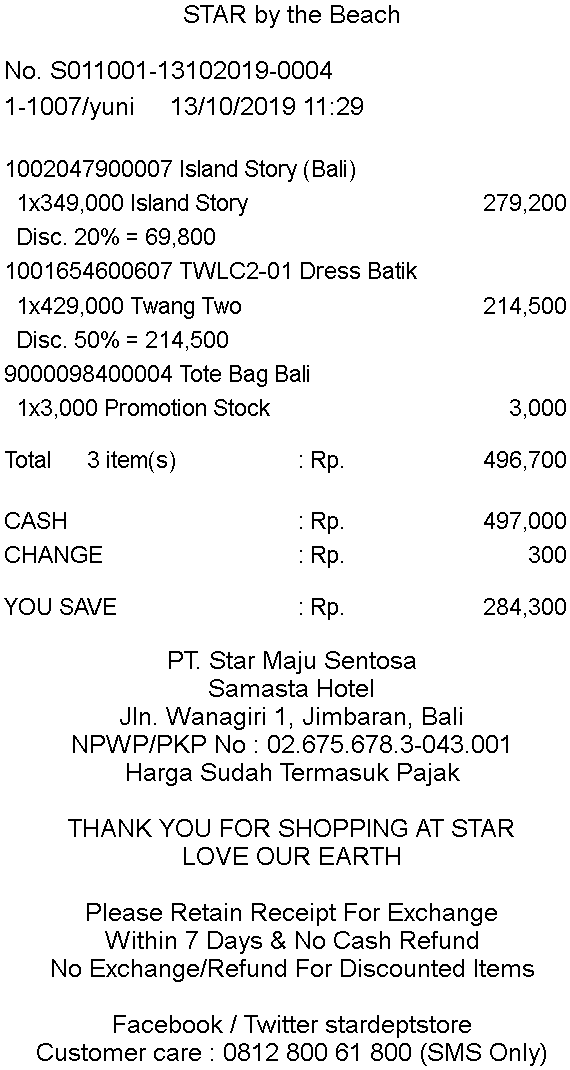 STAR by the Beach
No. S011001-13102019-0004
1-1007/yuni 13/10/2019 11:29
1002047900007 Island Story (Bali)
1x349,000 Island Story 279,200
Disc. 20% = 69,800
1001654600607 TWLC2-01 Dress Batik
1x429,000 Twang Two 214,500
Disc. 50% = 214,500
9000098400004 Tote Bag Bali
1x3,000 Promotion Stock 3,000
Total 3 item(s) : Rp. 496,700
CASH : Rp. 497,000
CHANGE : Rp. 300
YOU SAVE : Rp. 284,300
PT. Star Maju Sentosa
Samasta Hotel
Jln. Wanagiri 1, Jimbaran, Bali
NPWP/PKP No : 02.675.678.3-043.001
Harga Sudah Termasuk Pajak
THANK YOU FOR SHOPPING AT STAR
LOVE OUR EARTH
Please Retain Receipt For Exchange
Within 7 Days & No Cash Refund
No Exchange/Refund For Discounted Items
Facebook / Twitter stardeptstore
Customer care : 0812 800 61 800 (SMS Only)